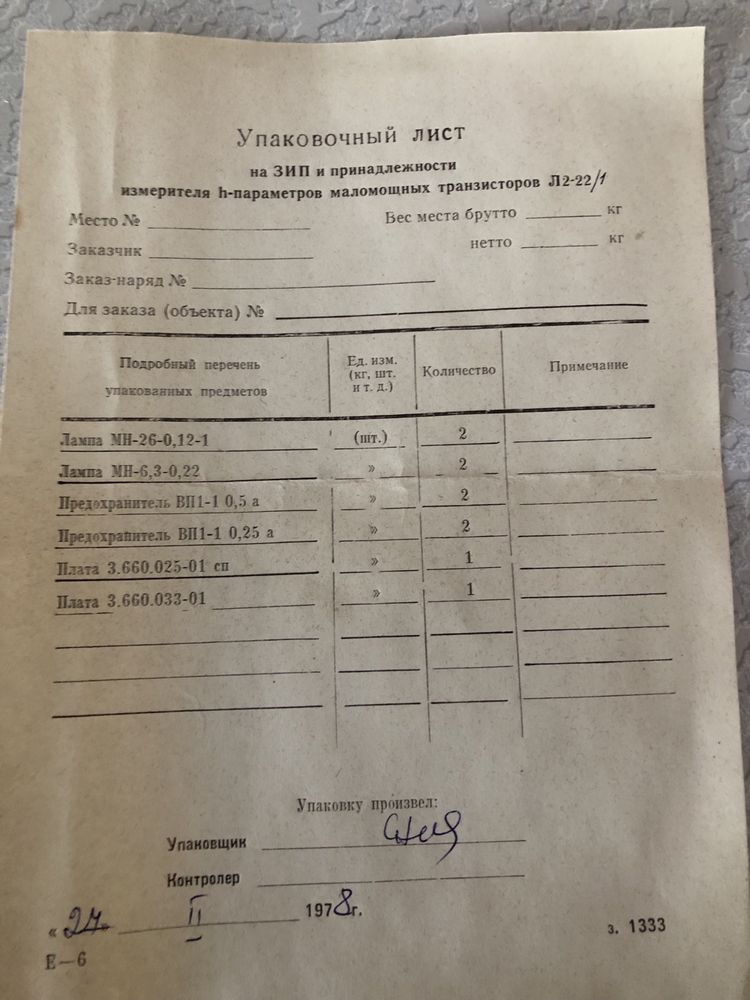 Упаковочный лист
на ЗИП и принадлежности
измерителя h-параметров маломощных транзисторов Л2-22/1
Место № Вес места брутто кг
Заказчик нетто кг
Заказ-наряд №
Для заказа (объекта) №
Подробный перечень упакованных предметов Ед. изм. (кг, шт. и т. д.) Количество Примечание
Лампа МН-26-0,12-1 (шт.) 2
Лампа МН-6,3-0,22 » 2
Предохранитель ВП1-1 0,5 а » 2
Предохранитель ВП1-1 0,25 а » 2
Плата 3.660.025-01 сп » 1
Плата 3.660.033-01 » 1
Упаковку произвел:
Упаковщик
Контролер
« » II 1978г.
з. 1333
Е—6